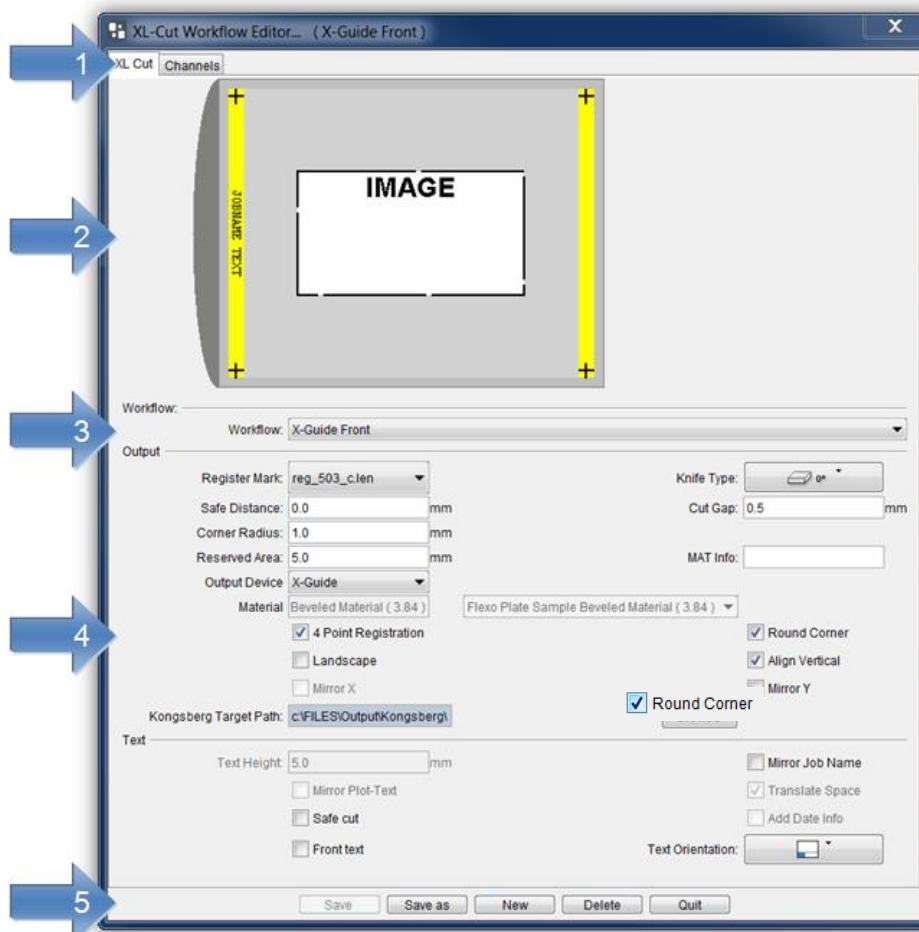 XL-Cut Workflow Editor... ( X-Guide Front ) X
1
XL Cut Channels
IMAGE
JOBNAME TEXT
2
Workflow:
3
Workflow: X-Guide Front
Output
Register Mark: reg_503_c.len Knife Type: 0°
Safe Distance: 0.0 mm Cut Gap: 0.5 mm
Corner Radius: 1.0 mm
Reserved Area: 5.0 mm MAT Info:
Output Device X-Guide
Material Beveled Material ( 3.84 ) Flexo Plate Sample Beveled Material ( 3.84 )
4
4 Point Registration Round Corner
Landscape Align Vertical
Mirror X Mirror Y
Round Corner
Kongsberg Target Path: c:\FILES\Output\Kongsberg\
Text
Text Height: 5.0 mm Mirror Job Name
Mirror Plot-Text Translate Space
Safe cut Add Date Info
Front text Text Orientation:
5
Save Save as New Delete Quit